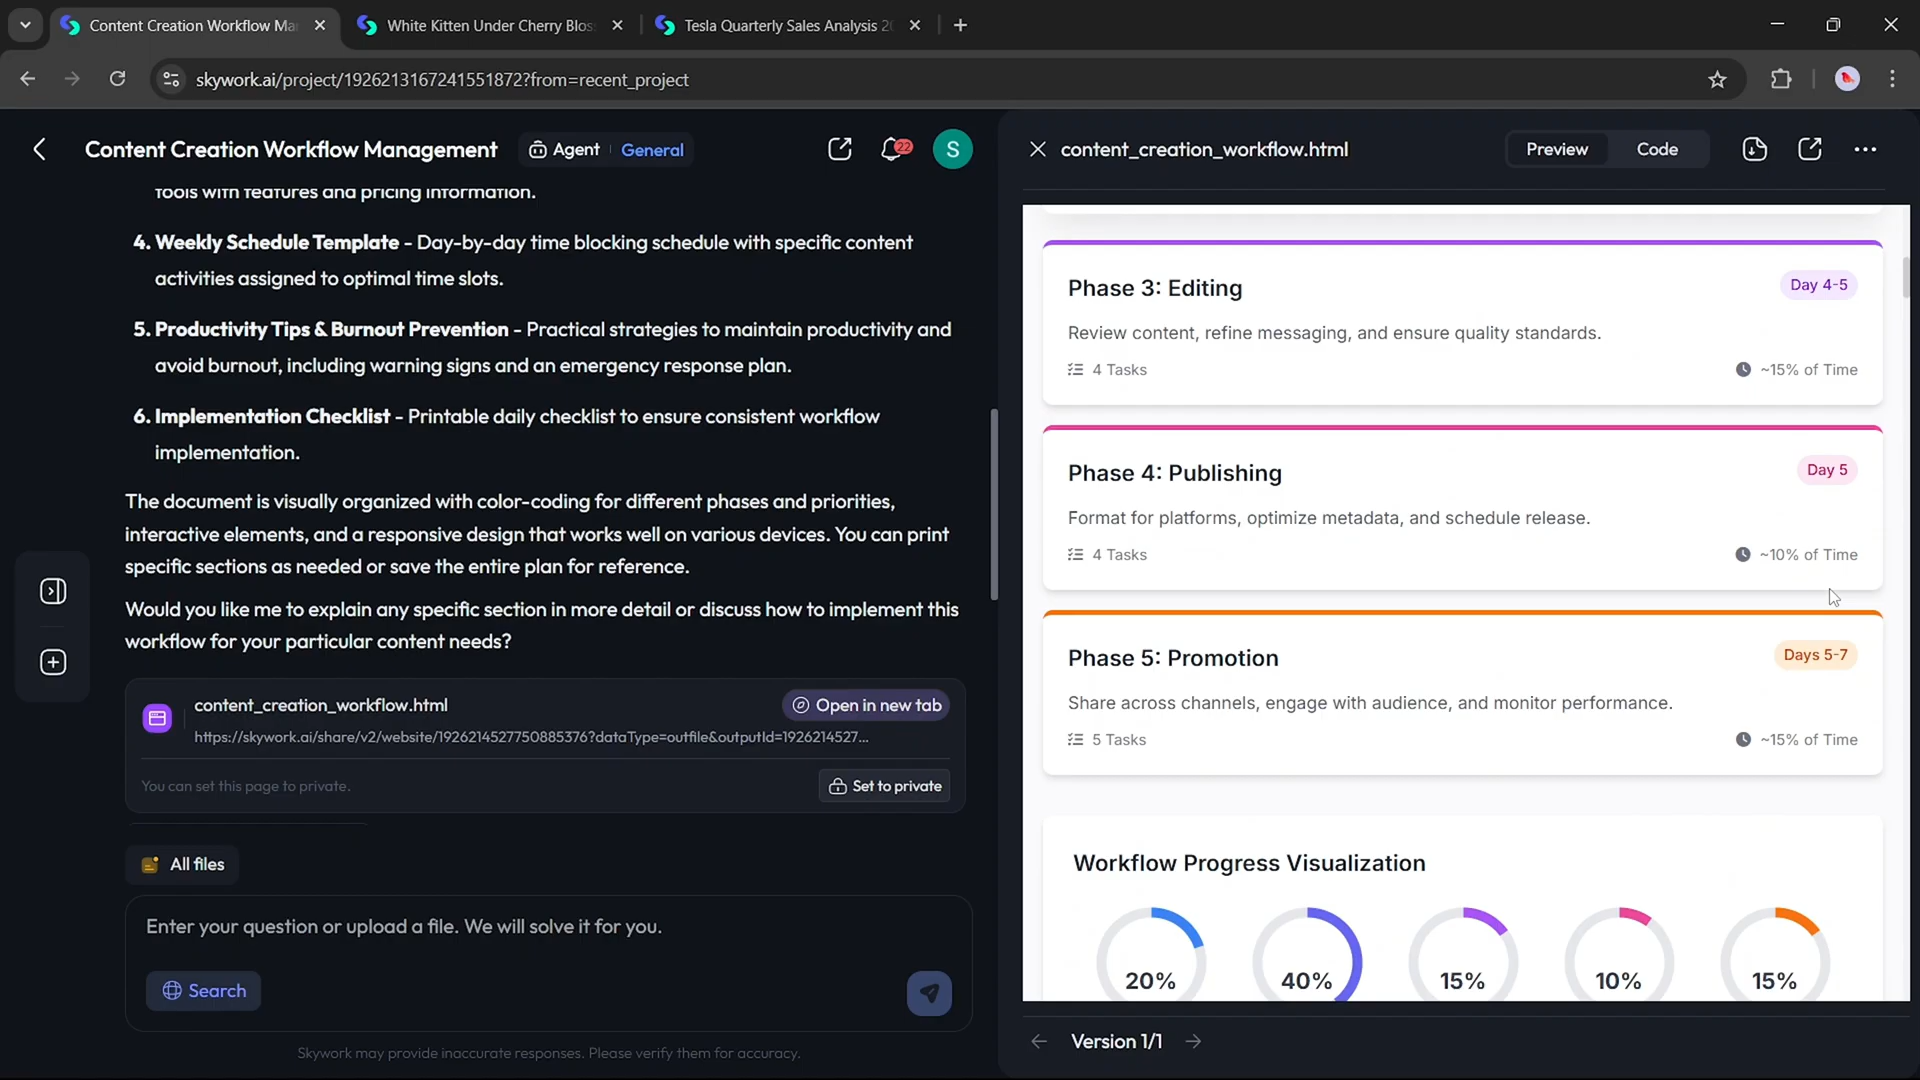 Content Creation Workflow Ma
White Kitten Under Cherry Blos
Tesla Quarterly Sales Analysis 2
skywork.ai/project/1926213167241551872?from=recent_project
Content Creation Workflow Management
Agent
General
22
S
tools with features and pricing information.
4. Weekly Schedule Template - Day-by-day time blocking schedule with specific content
activities assigned to optimal time slots.
5. Productivity Tips & Burnout Prevention - Practical strategies to maintain productivity and
avoid burnout, including warning signs and an emergency response plan.
6. Implementation Checklist - Printable daily checklist to ensure consistent workflow
implementation.
The document is visually organized with color-coding for different phases and priorities,
interactive elements, and a responsive design that works well on various devices. You can print
specific sections as needed or save the entire plan for reference.
Would you like me to explain any specific section in more detail or discuss how to implement this
workflow for your particular content needs?
content_creation_workflow.html
Open in new tab
https://skywork.ai/share/v2/website/1926214527750885376?dataType=outfile&outputId=1926214527...
You can set this page to private.
Set to private
All files
Enter your question or upload a file. We will solve it for you.
Search
Skywork may provide inaccurate responses. Please verify them for accuracy.
content_creation_workflow.html
Preview
Code
Phase 3: Editing
Day 4-5
Review content, refine messaging, and ensure quality standards.
4 Tasks
~15% of Time
Phase 4: Publishing
Day 5
Format for platforms, optimize metadata, and schedule release.
4 Tasks
~10% of Time
Phase 5: Promotion
Days 5-7
Share across channels, engage with audience, and monitor performance.
5 Tasks
~15% of Time
Workflow Progress Visualization
20%
40%
15%
10%
15%
Version 1/1